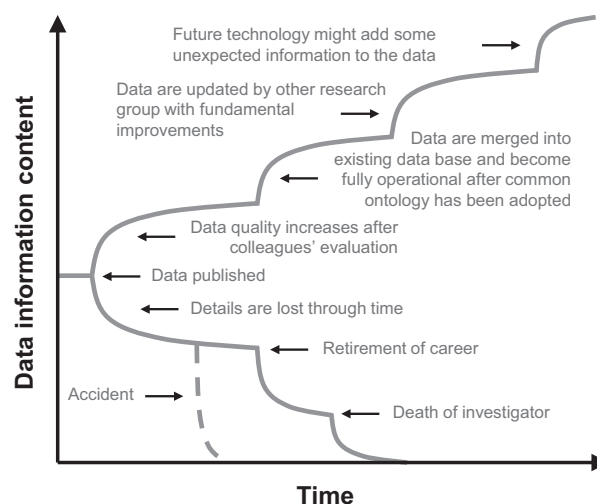 Future technology might add some
unexpected information to the data
Data are updated by other research
group with fundamental
improvements
Data are merged into
existing data base and become
fully operational after common
ontology has been adopted
Data quality increases after
colleagues’ evaluation
Data published
Details are lost through time
Retirement of career
Accident
Death of investigator
Data information content
Time